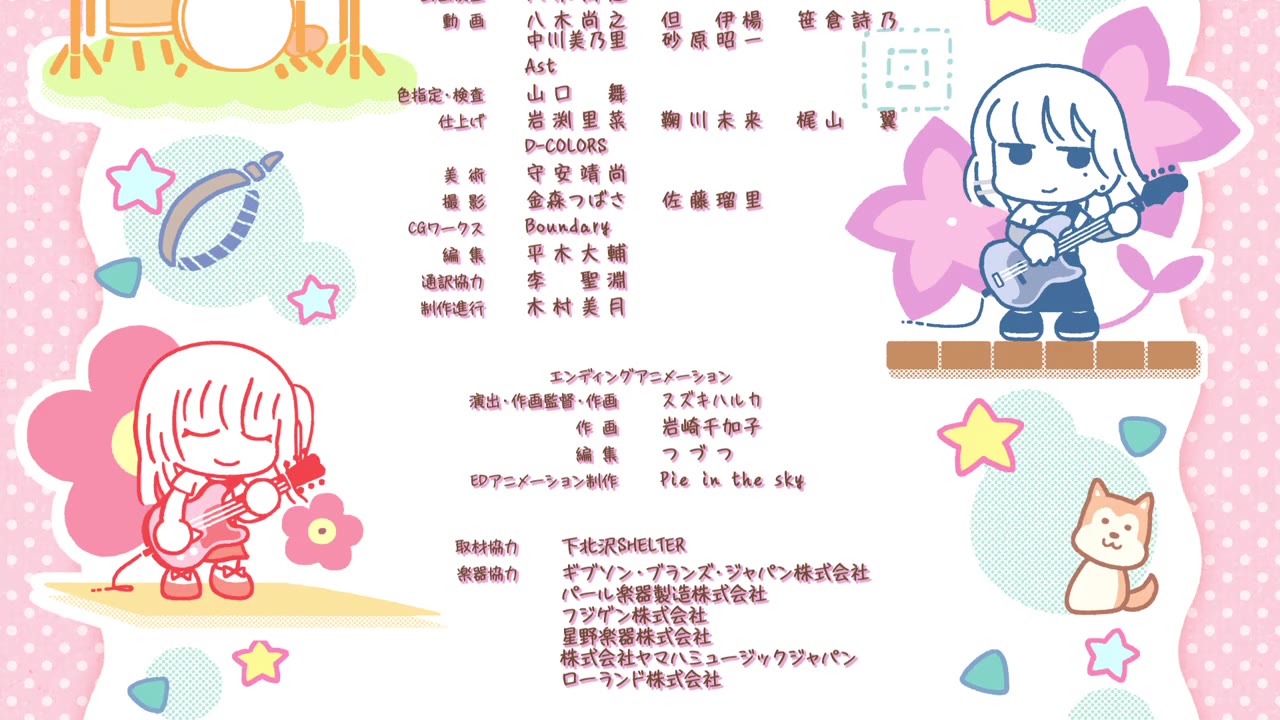 動画 八木尚之 但 伊楊 笹倉詩乃
中川美乃里 砂原昭一
Ast
色指定・検査 山口 舞
仕上げ 岩渕里菜 鞠川未来 梶山 翼
D-COLORS
美術 守安靖尚
撮影 金森つばさ 佐藤瑠里
CGワークス Boundary
編集 平木大輔
通訳協力 李 聖淵
制作進行 木村美月
エンディングアニメーション
演出・作画監督・作画 スズキハルカ
作画 岩崎千加子
編集 つづつ
EDアニメーション制作 Pie in the sky
取材協力 下北沢SHELTER
楽器協力 ギブソン・ブランズ・ジャパン株式会社
パール楽器製造株式会社
フジゲン株式会社
星野楽器株式会社
株式会社ヤマハミュージックジャパン
ローランド株式会社